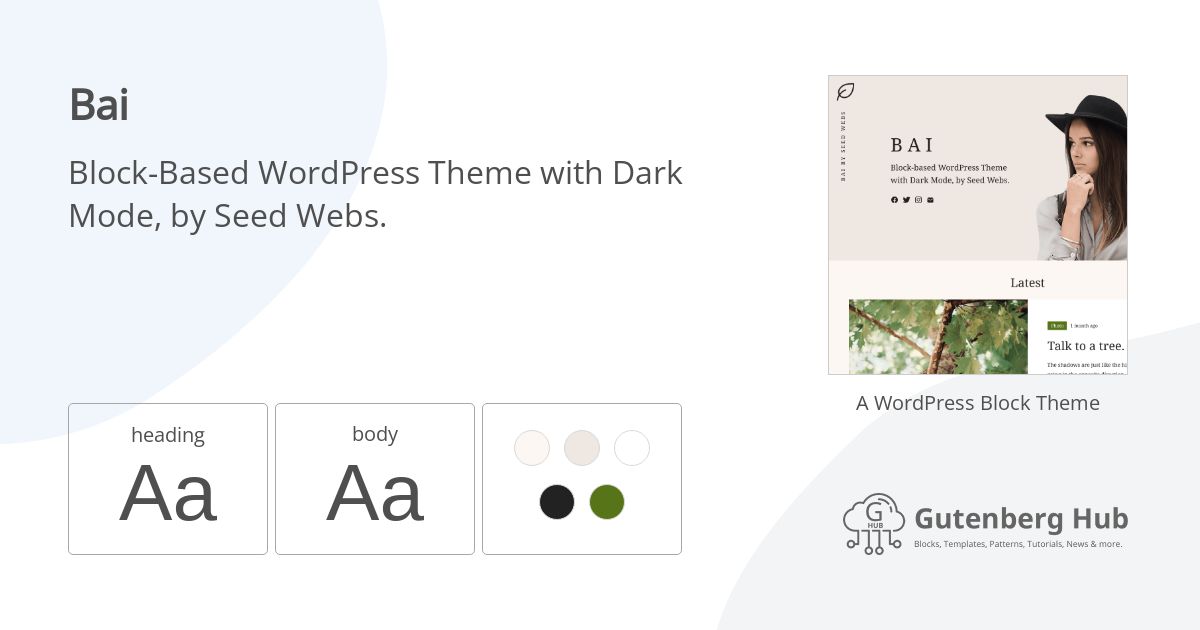 Bai
Block-Based WordPress Theme with Dark
Mode, by Seed Webs.
heading
Aa
body
Aa
BAI BY SEED WEBS
BAI
Block-based WordPress Theme
with Dark Mode, by Seed Webs.
Latest
Photo 1 month ago
Talk to a tree.
The shadows are just like the
A WordPress Block Theme
G
HUB
Gutenberg Hub
Blocks, Templates, Patterns, Tutorials, News & more.